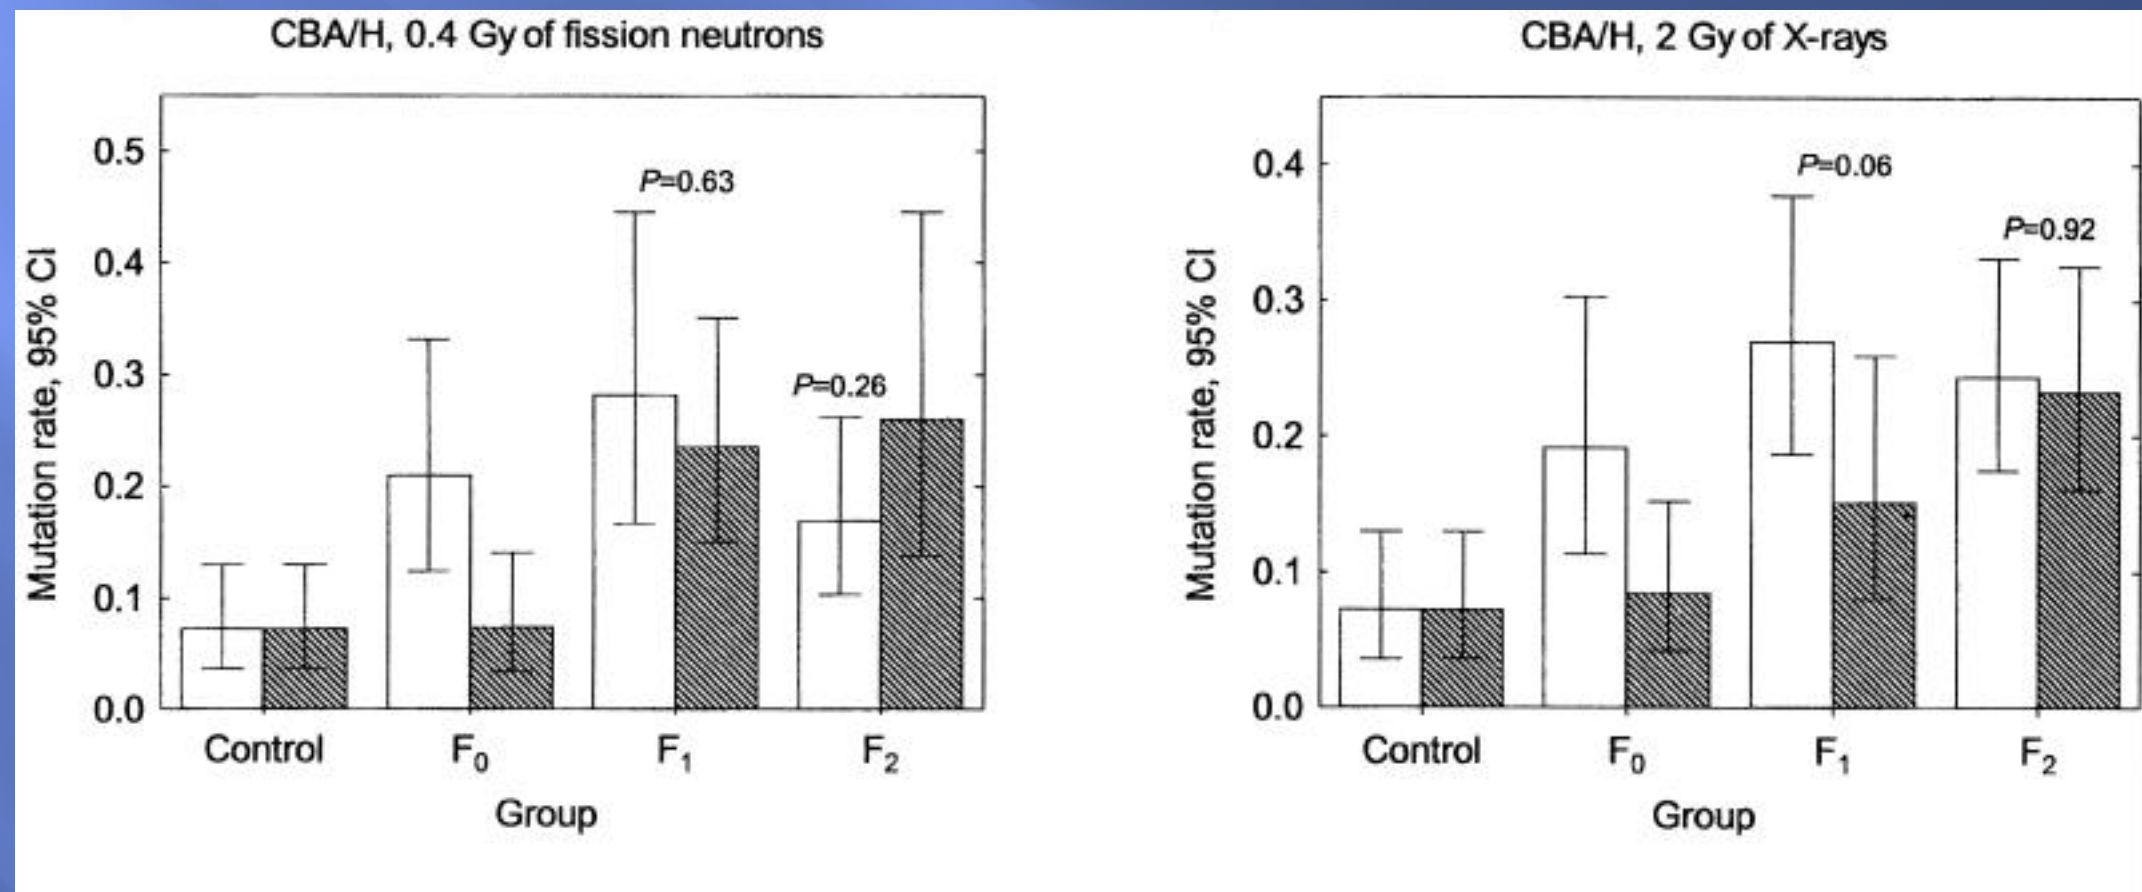 CBA/H, 0.4 Gy of fission neutrons
Mutation rate, 95% CI
0.5
0.4
0.3
0.2
0.1
0.0
P=0.63
P=0.26
Control F₀ F₁ F₂
Group
CBA/H, 2 Gy of X-rays
Mutation rate, 95% CI
0.4
0.3
0.2
0.1
0.0
P=0.06
P=0.92
Control F₀ F₁ F₂
Group